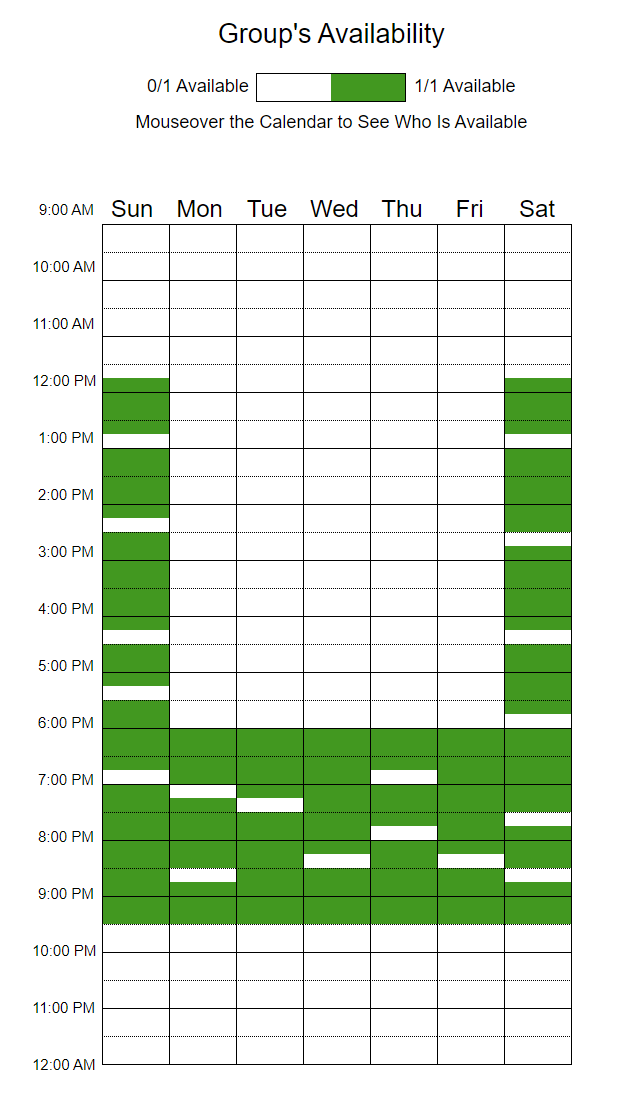 Group's Availability
0/1 Available 1/1 Available
Mouseover the Calendar to See Who Is Available
9:00 AM Sun Mon Tue Wed Thu Fri Sat
10:00 AM
11:00 AM
12:00 PM
1:00 PM
2:00 PM
3:00 PM
4:00 PM
5:00 PM
6:00 PM
7:00 PM
8:00 PM
9:00 PM
10:00 PM
11:00 PM
12:00 AM